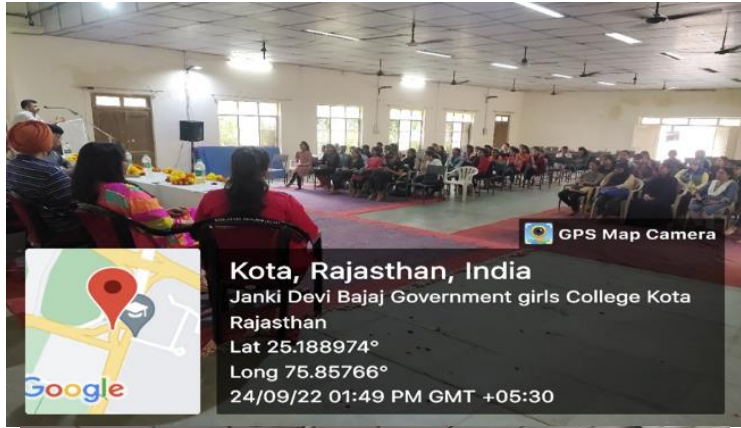 GPS Map Camera
Kota, Rajasthan, India
Janki Devi Bajaj Government girls College Kota
Rajasthan
Lat 25.188974°
Long 75.85766°
24/09/22 01:49 PM GMT +05:30
Google